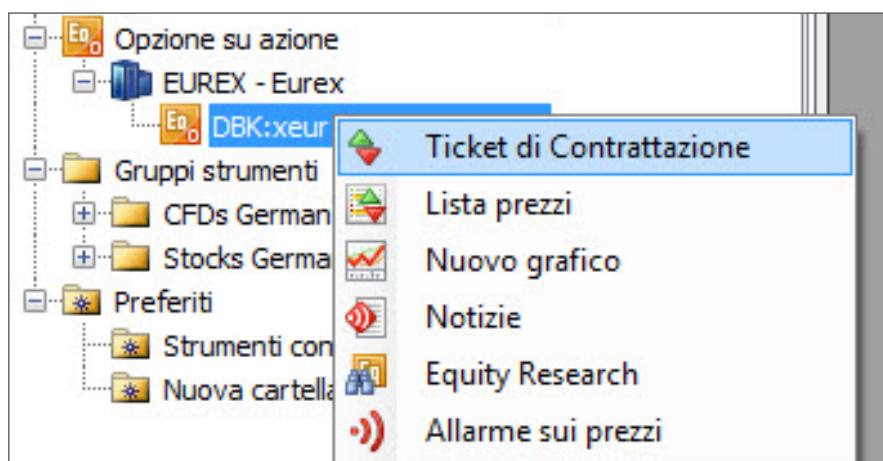 Opzione su azione
EUREX - Eurex
DBK:xeur
Ticket di Contrattazione
Gruppi strumenti
Lista prezzi
CFDs German
Stocks Germa
Nuovo grafico
Preferiti
Notizie
Strumenti con
Equity Research
Nuova cartella
Allarme sui prezzi